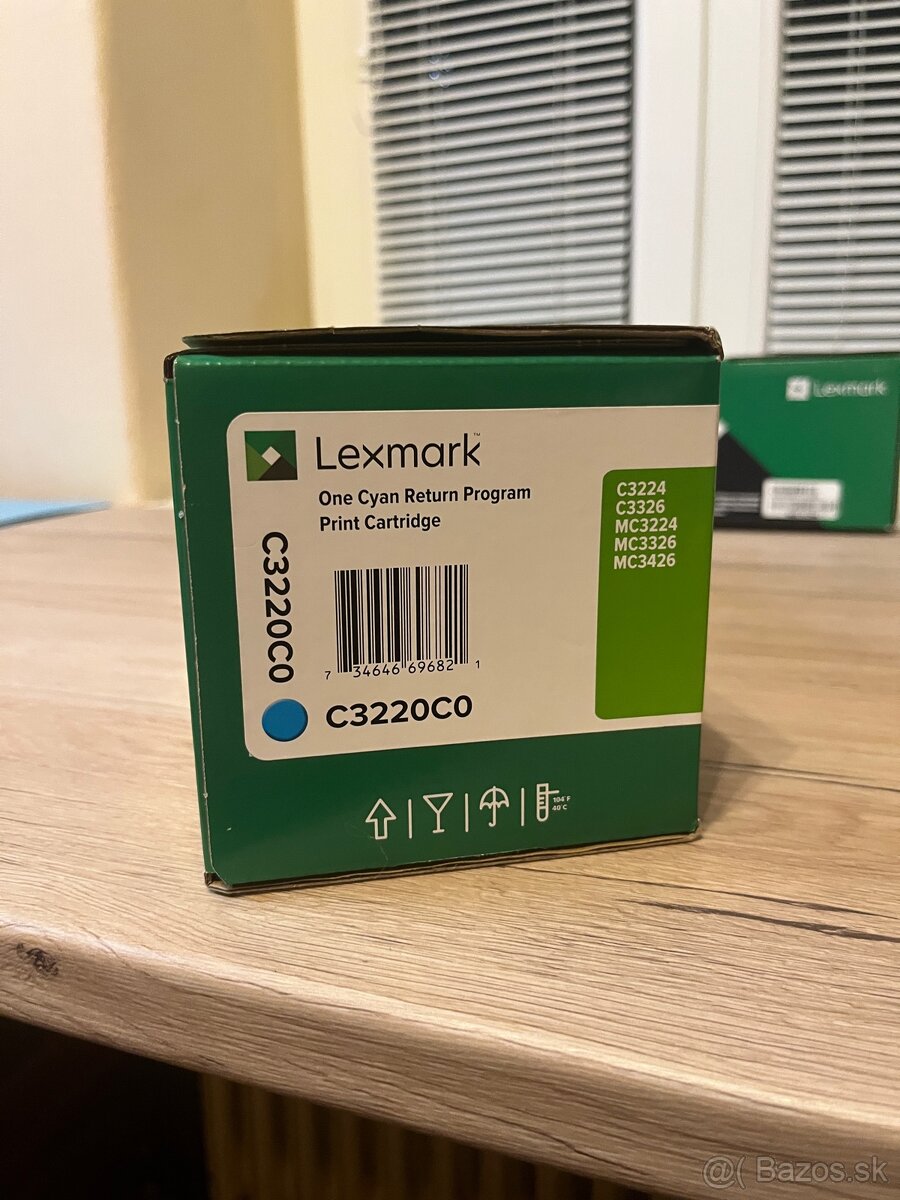 Lexmark™
One Cyan Return Program
Print Cartridge
C3224
C3326
MC3224
MC3326
MC3426
C3220C0
7 34646 69682 1
C3220C0
104°F
40°C
Lexmark
@( Bazos.sk